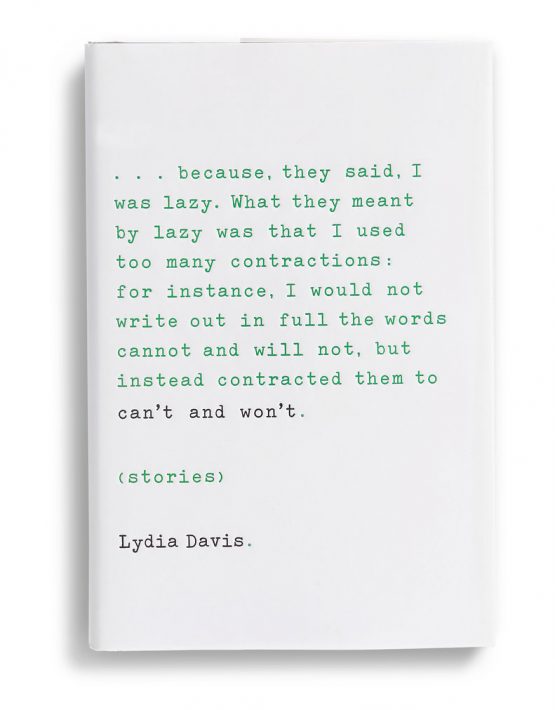 . . . because, they said, I
was lazy. What they meant
by lazy was that I used
too many contractions:
for instance, I would not
write out in full the words
cannot and will not, but
instead contracted them to
can’t and won’t.
(stories)
Lydia Davis.